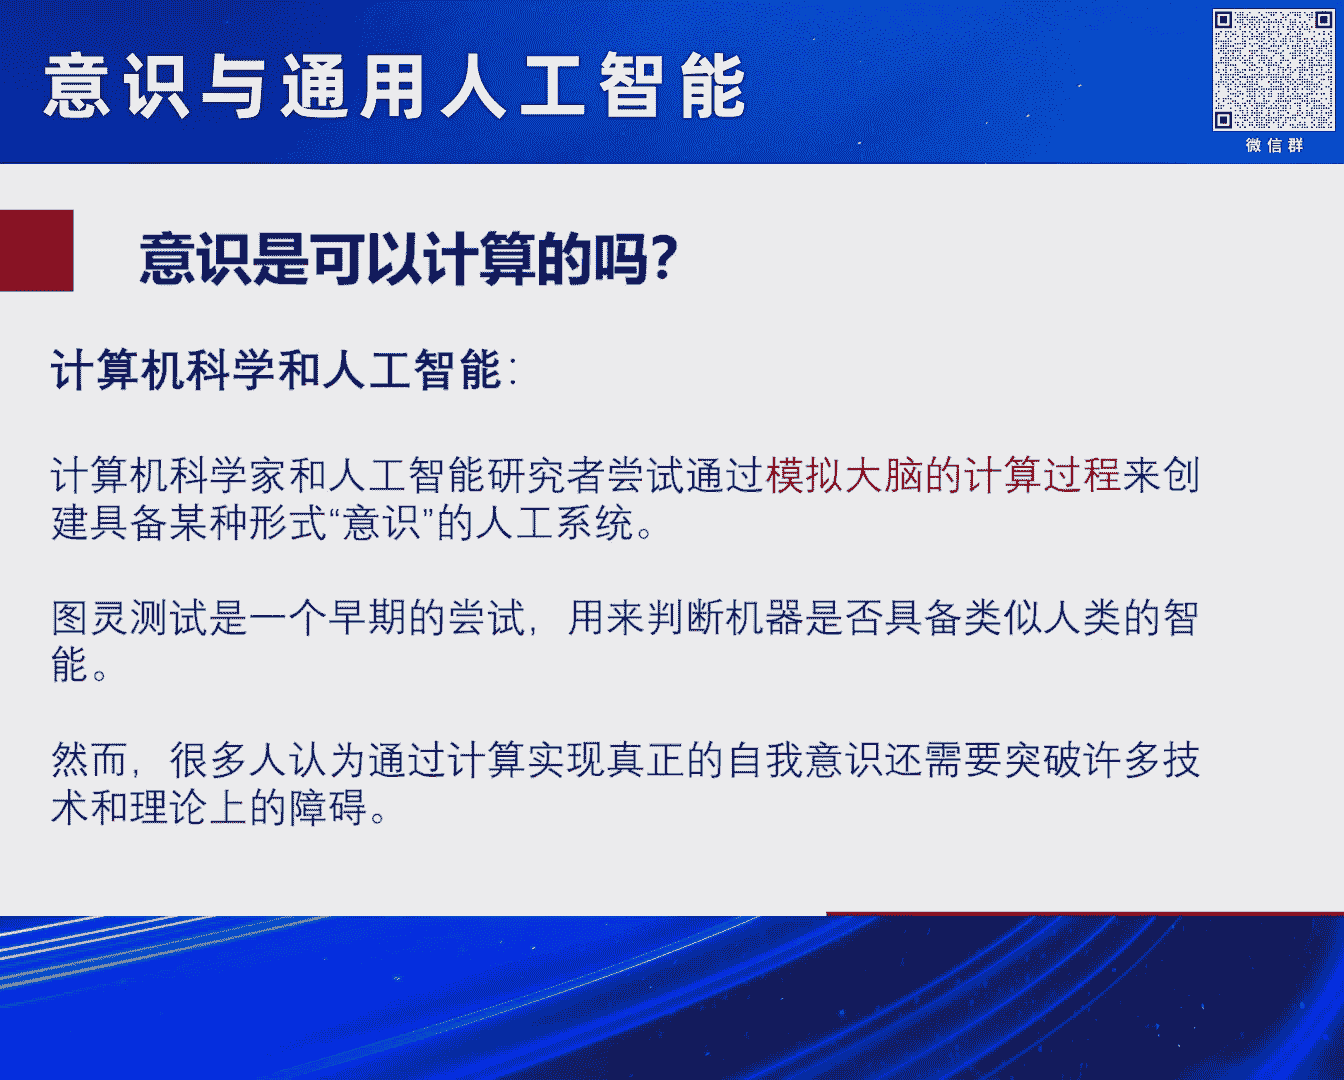 意识与通用人工智能
微信群
意识是可以计算的吗？
计算机科学和人工智能：
计算机科学家和人工智能研究者尝试通过模拟大脑的计算过程来创
建具备某种形式“意识”的人工系统。
图灵测试是一个早期的尝试，用来判断机器是否具备类似人类的智
能。
然而，很多人认为通过计算实现真正的自我意识还需要突破许多技
术和理论上的障碍。